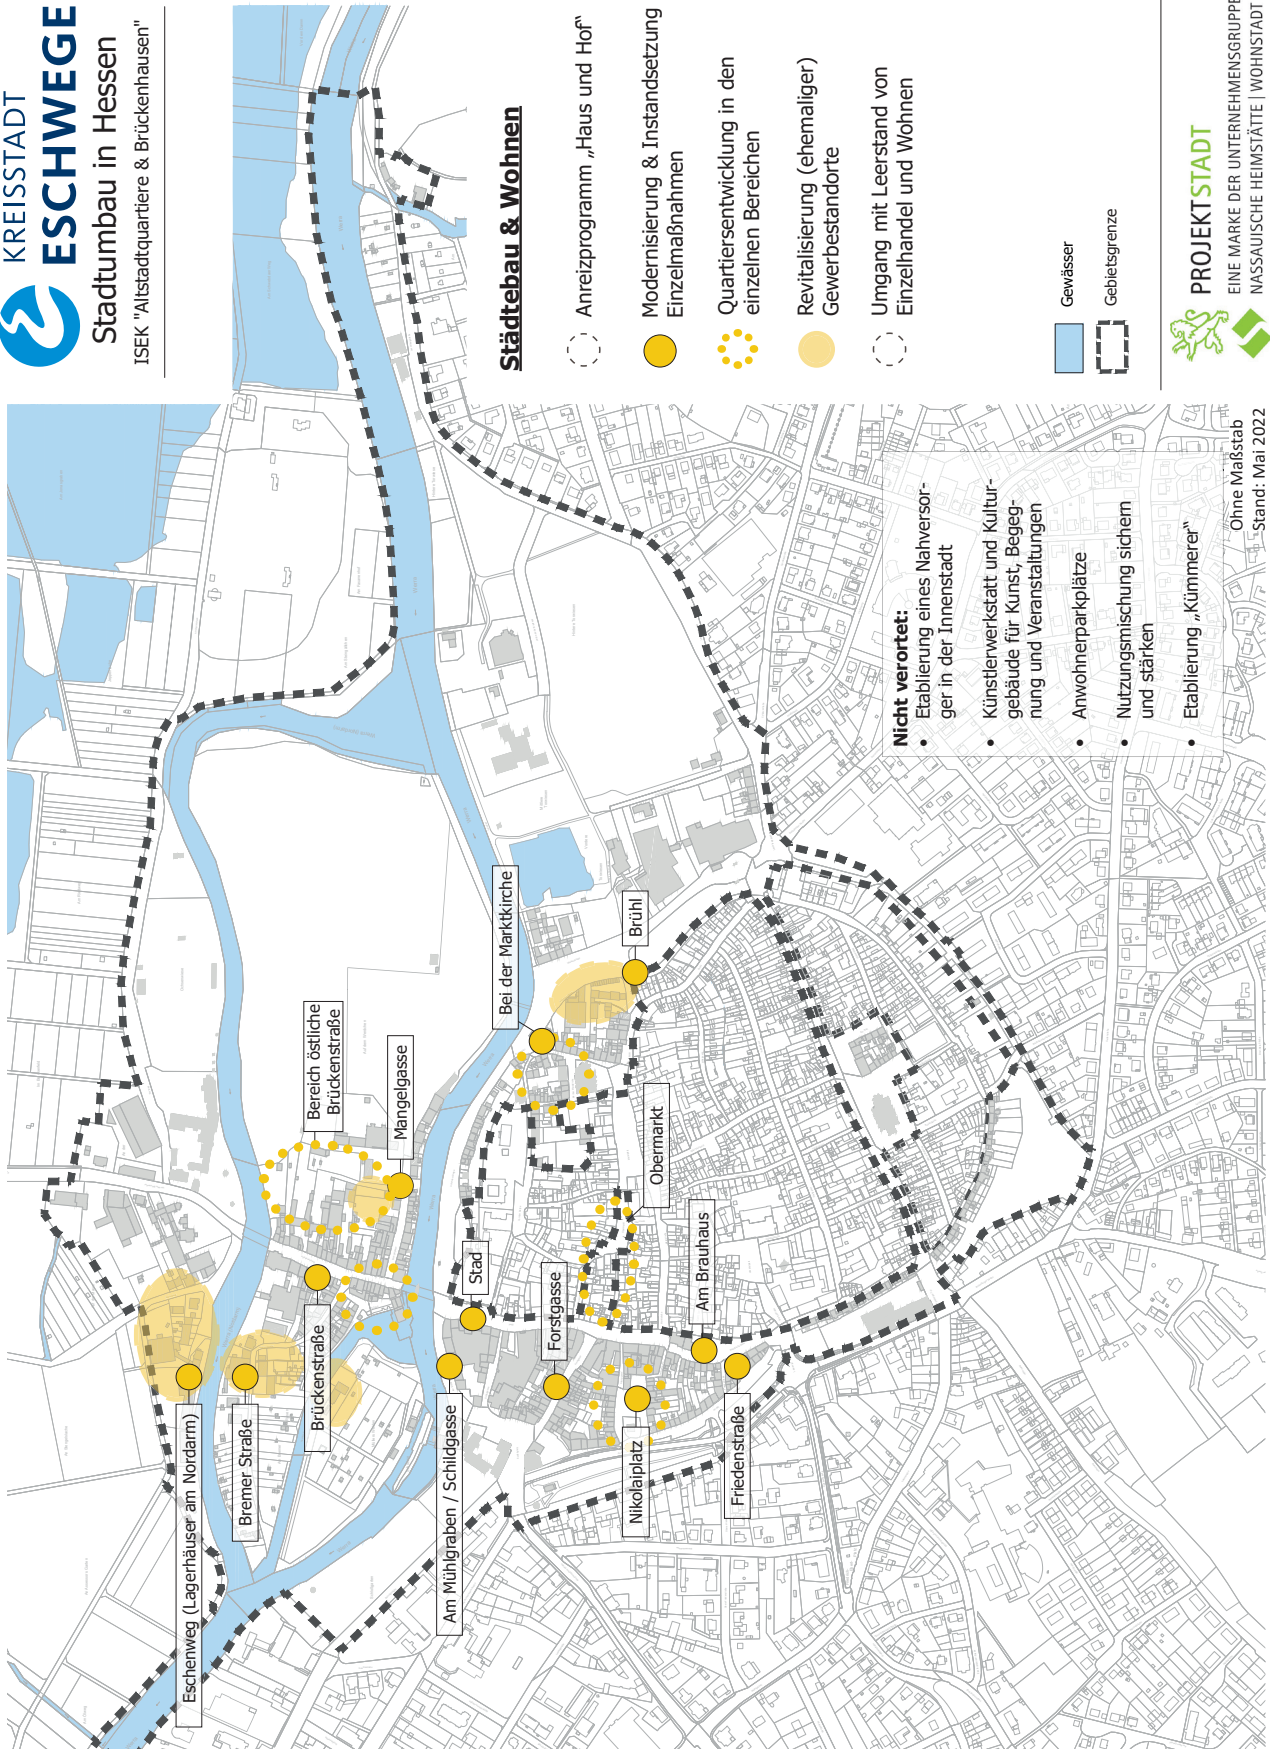 KREISSTADT
ESCHWEGE
Stadtumbau in Hessen
ISEK "Altstadtquartiere & Brückenhausen"
Städtebau & Wohnen
Anreizprogramm „Haus und Hof“
Modernisierung & Instandsetzung
Einzelmaßnahmen
Quartiersentwicklung in den
einzelnen Bereichen
Revitalisierung (ehemaliger)
Gewerbestandorte
Umgang mit Leerstand von
Einzelhandel und Wohnen
Gewässer
Gebietsgrenze
PROJEKTSTADT
EINE MARKE DER UNTERNEHMENSGRUPPE
NASSAUISCHE HEIMSTÄTTE | WOHNSTADT
Nicht verortet:
• Etablierung eines Nahversor-
ger in der Innenstadt
• Künstlerwerkstatt und Kultur-
gebäude für Kunst, Begeg-
nung und Veranstaltungen
• Anwohnerparkplätze
• Nutzungsmischung sichern
und stärken
• Etablierung „Kümmerer“
Ohne Maßstab
Stand: Mai 2022
Eschenweg (Lagerhäuser am Nordarm)
Bremer Straße
Brückenstraße
Bereich östliche
Brückenstraße
Mangelgasse
Am Mühlgraben / Schildgasse
Stad
Bei der Marktkirche
Forstgasse
Brühl
Nikolaiplatz
Obermarkt
Am Brauhaus
Friedenstraße